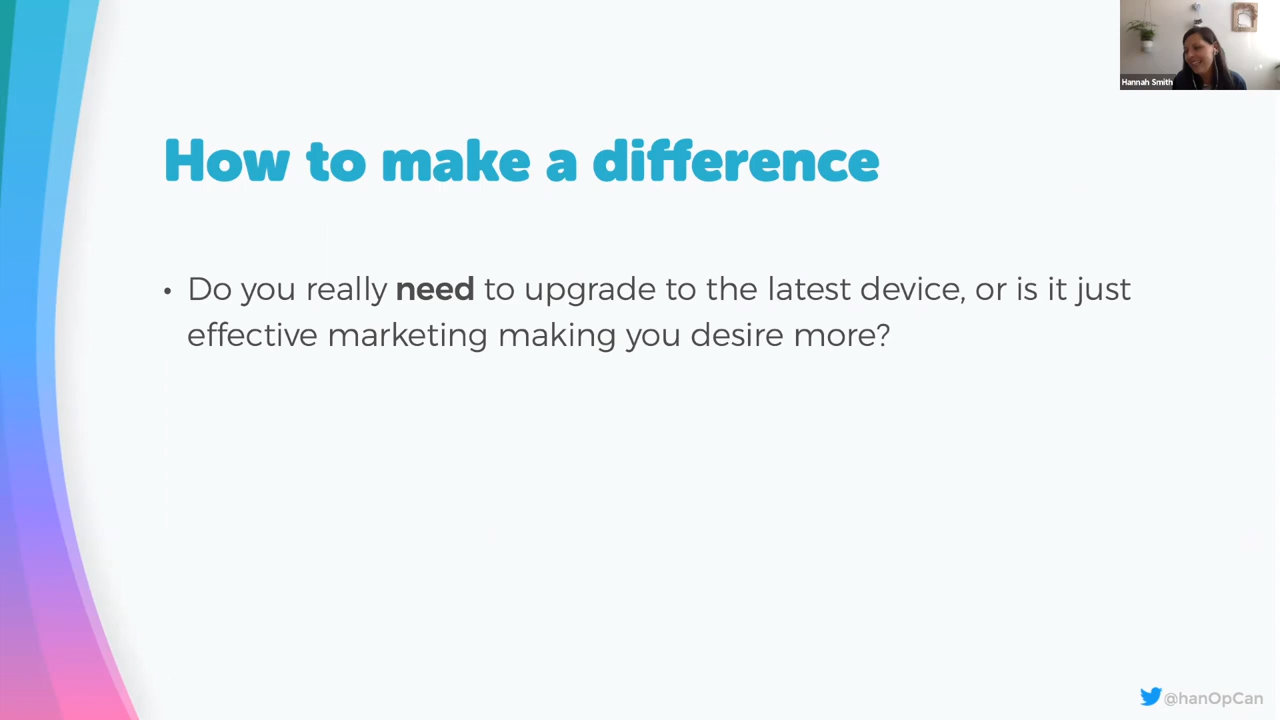 Hannah Smith
How to make a difference
• Do you really need to upgrade to the latest device, or is it just
effective marketing making you desire more?
@hanOpCan